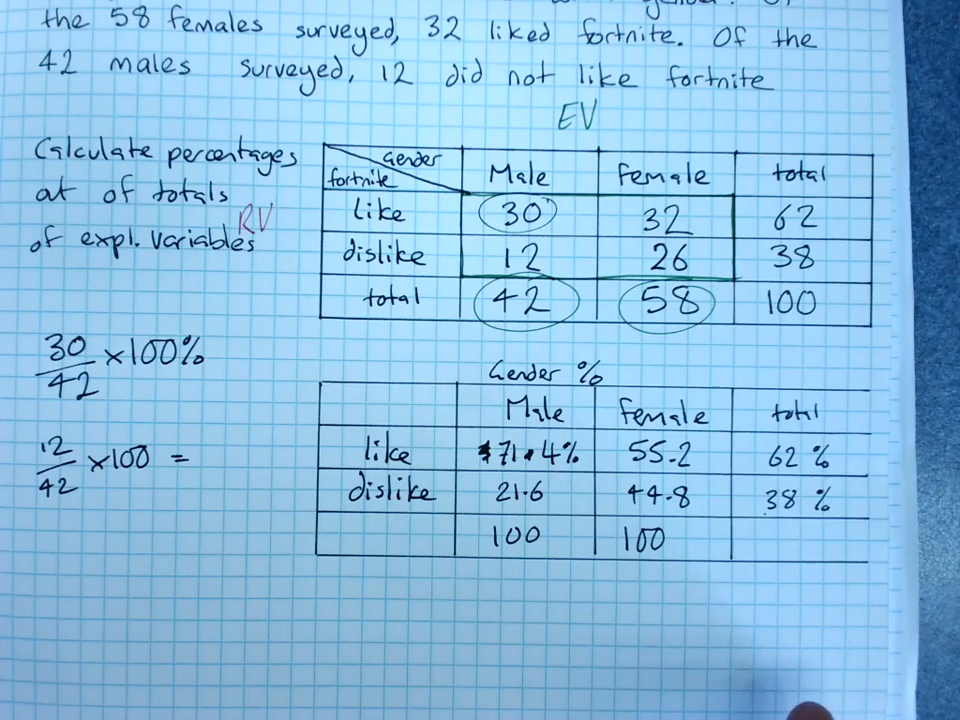 the 58 females surveyed, 32 liked fortnite. Of the
42 males surveyed, 12 did not like fortnite
EV
Calculate percentages
at of totals
RV
of expl. variables
Gender
fortnite Male Female total
like 30 32 62
dislike 12 26 38
total 42 58 100
30/42 ×100%
12/42 ×100 =
Gender %
Male Female total
like 71.4% 55.2 62 %
dislike 21.6 44.8 38 %
100 100